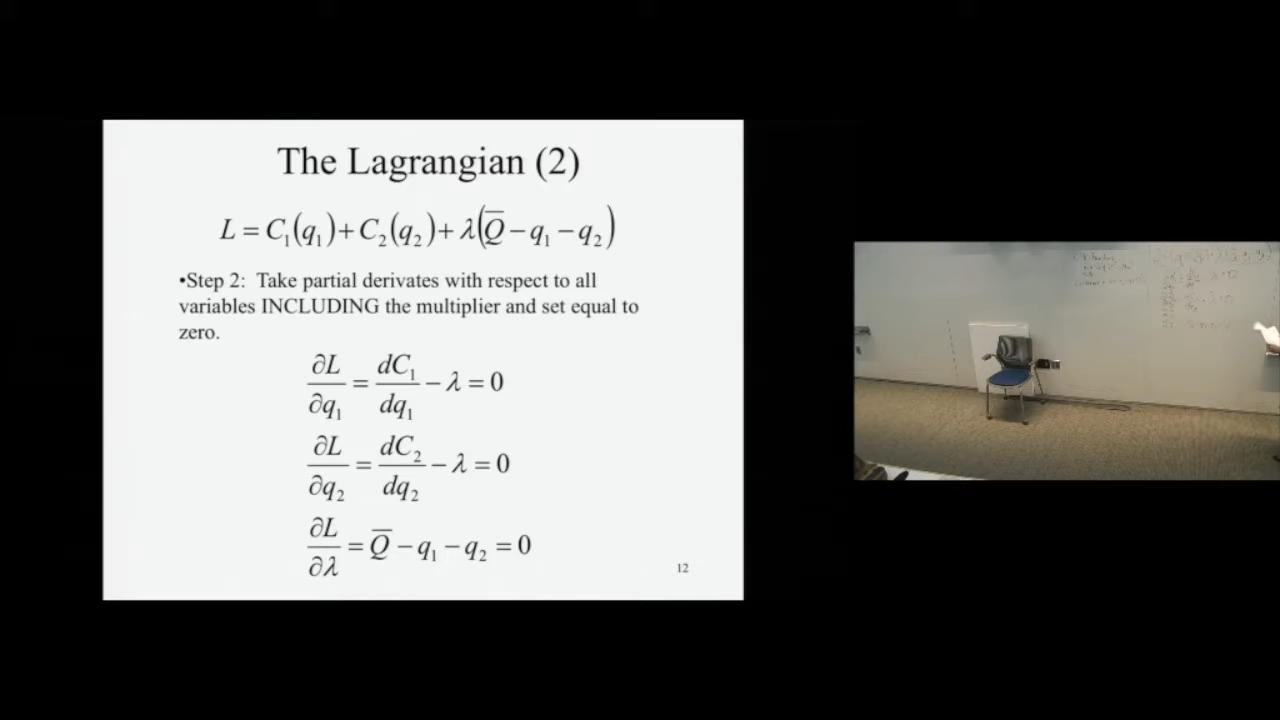 The Lagrangian (2)
L = C₁(q₁) + C₂(q₂) + λ(Q̅ − q₁ − q₂)
•Step 2: Take partial derivates with respect to all
variables INCLUDING the multiplier and set equal to
zero.
∂L/∂q₁ = dC₁/dq₁ − λ = 0
∂L/∂q₂ = dC₂/dq₂ − λ = 0
∂L/∂λ = Q̅ − q₁ − q₂ = 0
12